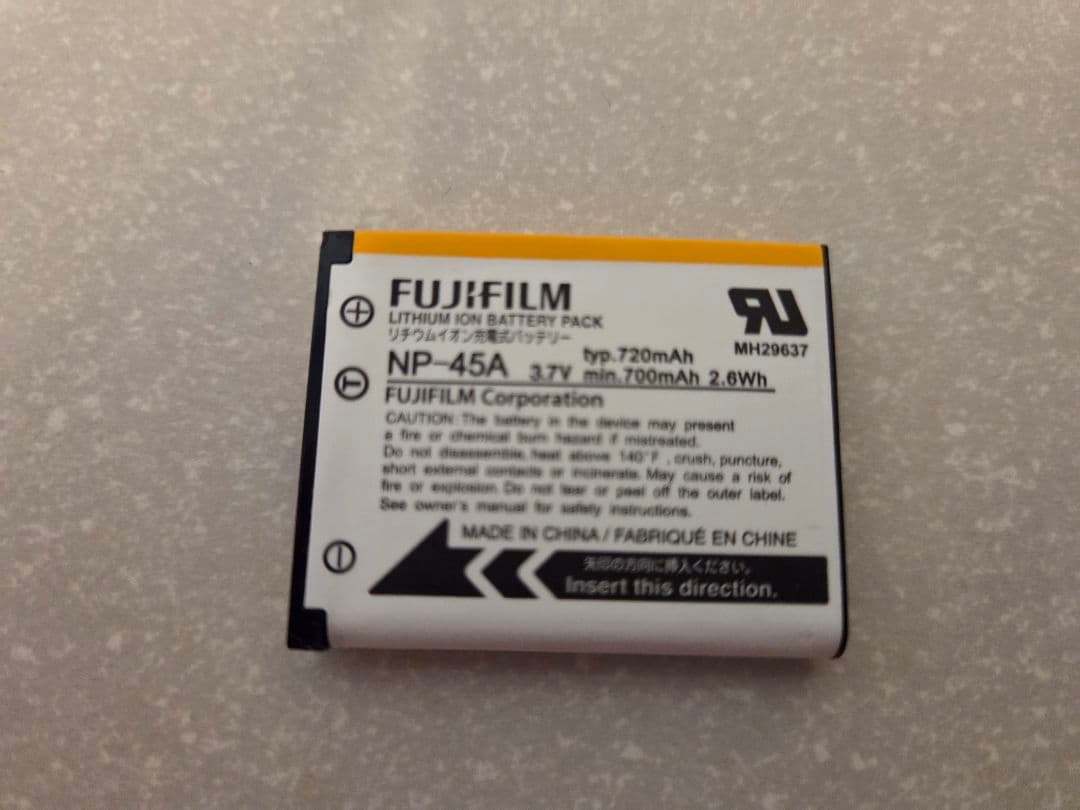 FUJIFILM
LITHIUM ION BATTERY PACK
リチウムイオン充電式バッテリー
NP-45A 3.7V typ.720mAh min.700mAh 2.6Wh
MH29637
FUJIFILM Corporation
CAUTION: The battery in the device may present
a fire or chemical burn hazard if mistreated.
Do not disassemble, heat above 140°F, crush, puncture,
short external contacts or incinerate. May cause a risk of
fire or explosion. Do not tear or peel off the outer label.
See owner's manual for safety instructions.
MADE IN CHINA / FABRIQUÉ EN CHINE
矢印の方向に挿入ください。
Insert this direction.